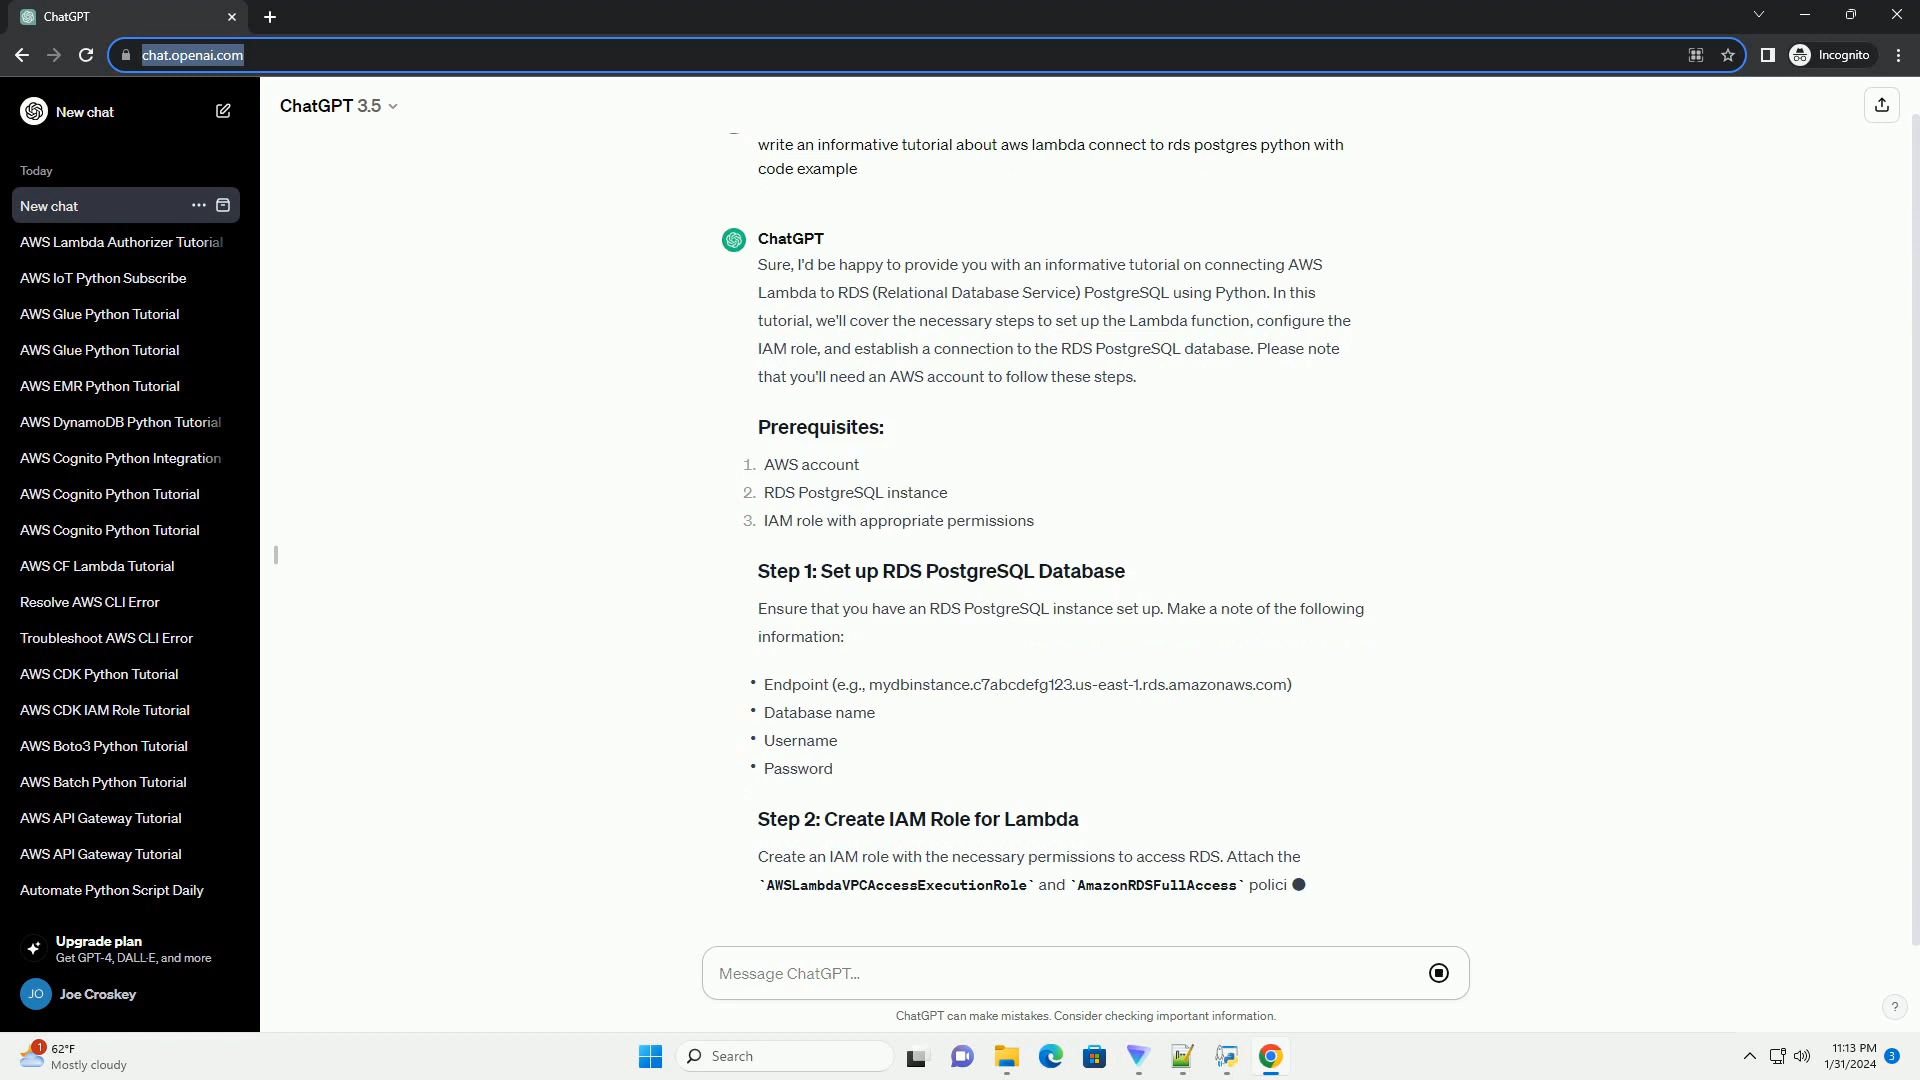 ChatGPT
chat.openai.com
Incognito
New chat
Today
New chat
AWS Lambda Authorizer Tutorial
AWS IoT Python Subscribe
AWS Glue Python Tutorial
AWS Glue Python Tutorial
AWS EMR Python Tutorial
AWS DynamoDB Python Tutorial
AWS Cognito Python Integration
AWS Cognito Python Tutorial
AWS Cognito Python Tutorial
AWS CF Lambda Tutorial
Resolve AWS CLI Error
Troubleshoot AWS CLI Error
AWS CDK Python Tutorial
AWS CDK IAM Role Tutorial
AWS Boto3 Python Tutorial
AWS Batch Python Tutorial
AWS API Gateway Tutorial
AWS API Gateway Tutorial
Automate Python Script Daily
Upgrade plan
Get GPT-4, DALL·E, and more
JO Joe Croskey
ChatGPT 3.5
write an informative tutorial about aws lambda connect to rds postgres python with
code example
ChatGPT
Sure, I'd be happy to provide you with an informative tutorial on connecting AWS
Lambda to RDS (Relational Database Service) PostgreSQL using Python. In this
tutorial, we'll cover the necessary steps to set up the Lambda function, configure the
IAM role, and establish a connection to the RDS PostgreSQL database. Please note
that you'll need an AWS account to follow these steps.
Prerequisites:
1. AWS account
2. RDS PostgreSQL instance
3. IAM role with appropriate permissions
Step 1: Set up RDS PostgreSQL Database
Ensure that you have an RDS PostgreSQL instance set up. Make a note of the following
information:
• Endpoint (e.g., mydbinstance.c7abcdefg123.us-east-1.rds.amazonaws.com)
• Database name
• Username
• Password
Step 2: Create IAM Role for Lambda
Create an IAM role with the necessary permissions to access RDS. Attach the
`AWSLambdaVPCAccessExecutionRole` and `AmazonRDSFullAccess` polici
Message ChatGPT...
ChatGPT can make mistakes. Consider checking important information.
?
1
62°F
Mostly cloudy
Search
11:13 PM
1/31/2024
3